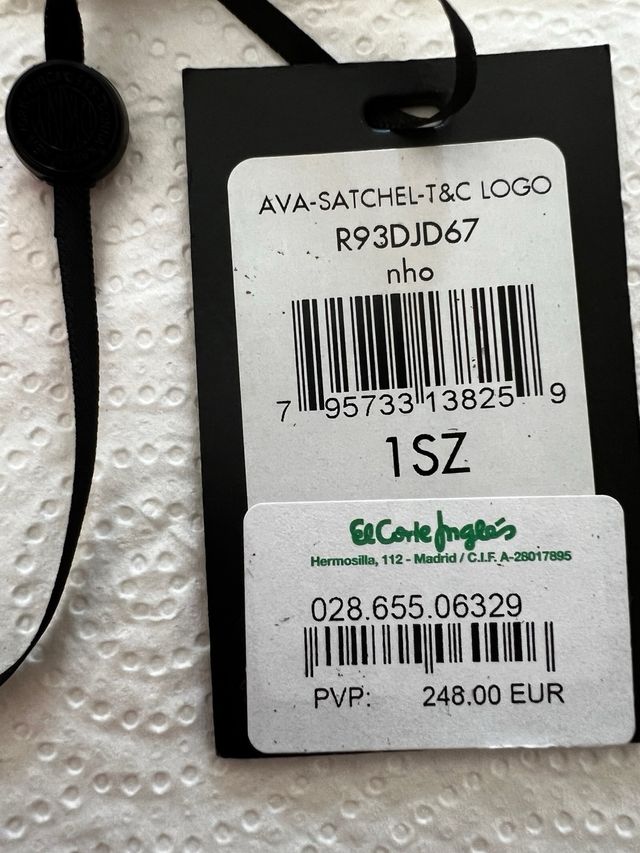 AVA-SATCHEL-T&C LOGO
R93DJD67
nho
7 95733 13825 9
1SZ
El Corte Inglés
Hermosilla, 112 - Madrid / C.I.F. A-28017895
028.655.06329
PVP: 248.00 EUR